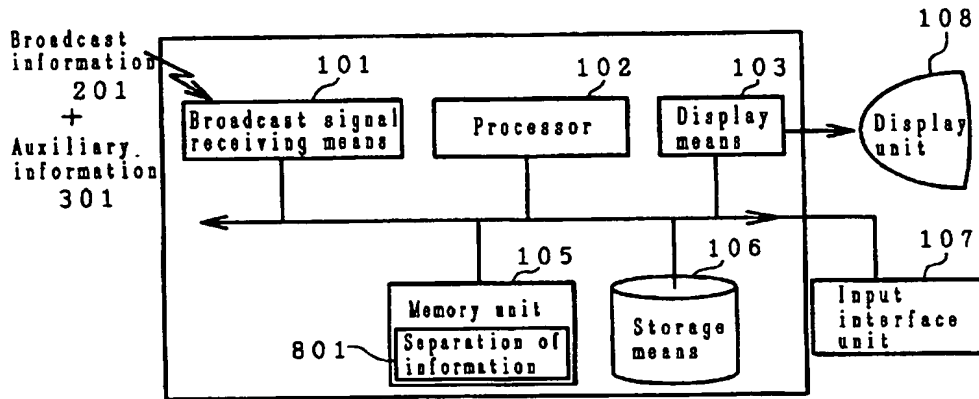 Broadcast
information
201
+
Auxiliary.
information
301
101
Broadcast signal
receiving means
102
Processor
103
Display
means
108
Display
unit
105
Memory unit
801
Separation of
information
106
Storage
means
107
Input
interface
unit